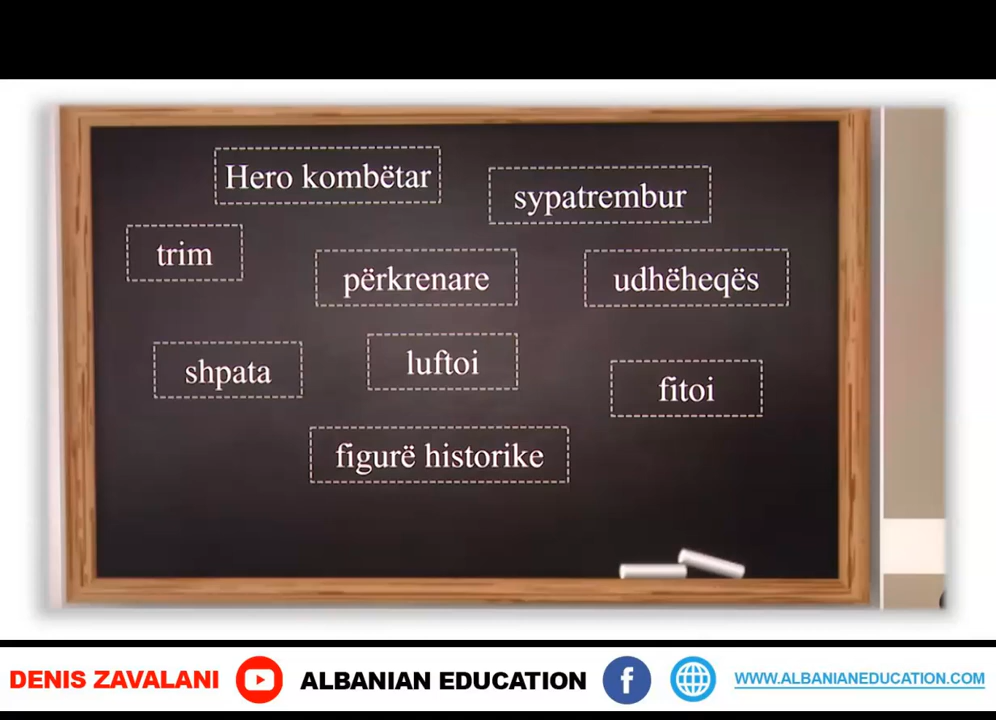 Hero kombëtar
sypatrembur
trim
përkrenare
udhëheqës
shpata
luftoi
fitoi
figurë historike
DENIS ZAVALANI ALBANIAN EDUCATION WWW.ALBANIANEDUCATION.COM